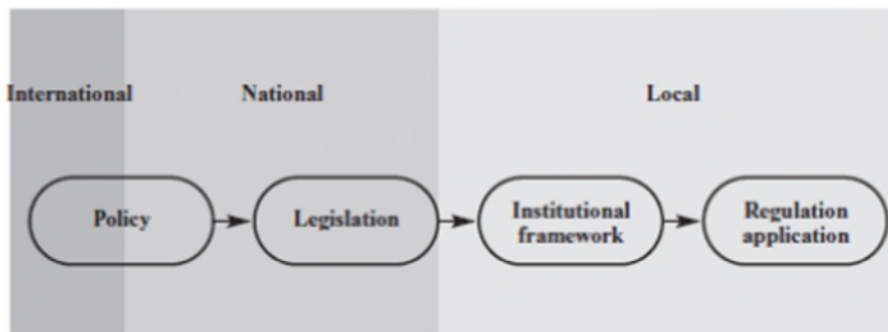 International
National
Local
Policy
Legislation
Institutional
framework
Regulation
application